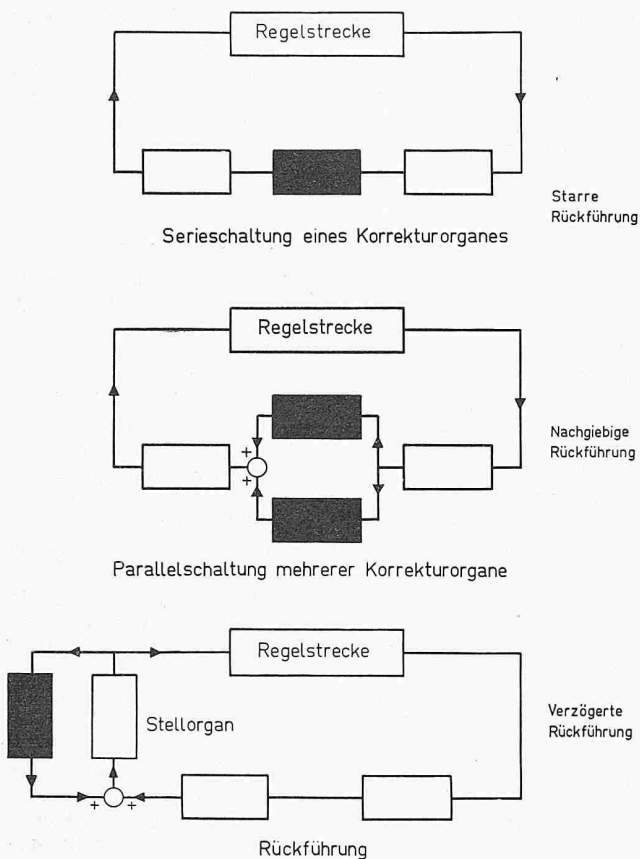 Regelstrecke
Starre
Rückführung
Serieschaltung eines Korrekturorganes
Regelstrecke
+
+
Nachgiebige
Rückführung
Parallelschaltung mehrerer Korrekturorgane
Regelstrecke
Stellorgan
Verzögerte
Rückführung
+ +
Rückführung